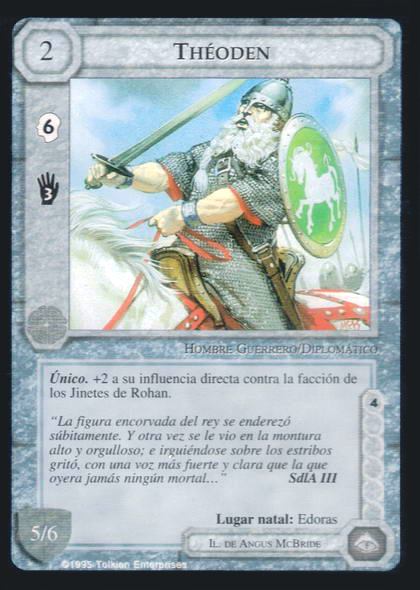 2
THÉODEN
6
3
HOMBRE GUERRERO/DIPLOMÁTICO
Único. +2 a su influencia directa contra la facción de
los Jinetes de Rohan.
4
“La figura encorvada del rey se enderezó
súbitamente. Y otra vez se le vio en la montura
alto y orgulloso; e irguiéndose sobre los estribos
gritó, con una voz más fuerte y clara que la que
oyera jamás ningún mortal…” SdlA III
Lugar natal: Edoras
5/6
IL. DE ANGUS MCBRIDE
©1995 Tolkien Enterprises